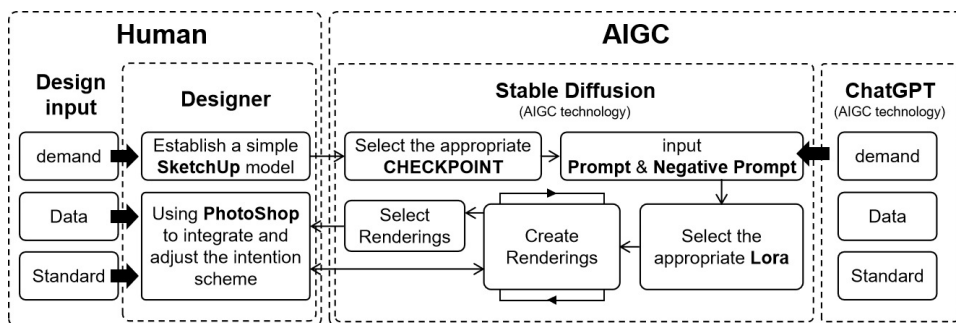 Human
AIGC
Design
input
Designer
Stable Diffusion
(AIGC technology)
ChatGPT
(AIGC technology)
demand
Establish a simple
SketchUp model
Select the appropriate
CHECKPOINT
input
Prompt & Negative Prompt
demand
Data
Using PhotoShop
to integrate and
adjust the intention
scheme
Select
Renderings
Create
Renderings
Select the
appropriate Lora
Data
Standard
Standard